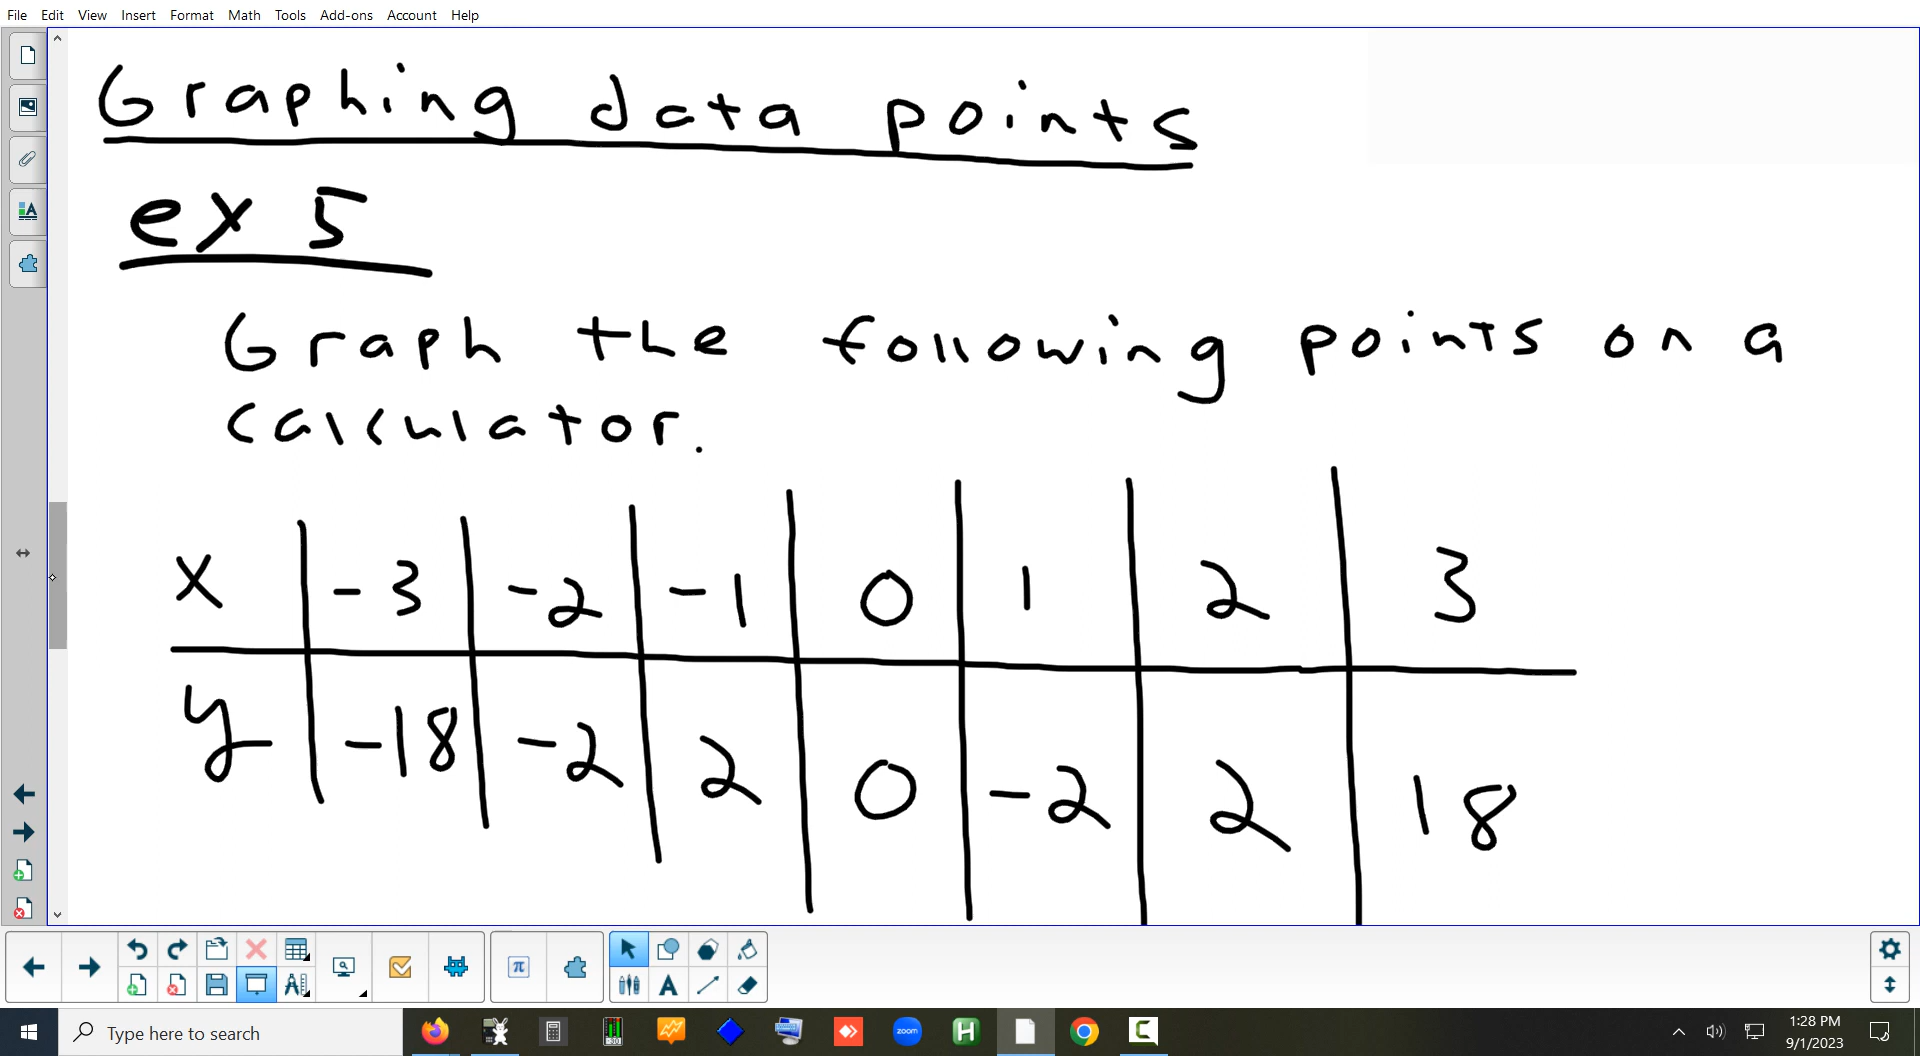 File Edit View Insert Format Math Tools Add-ons Account Help
Graphing data points
ex 5
Graph the following points on a
calculator.
x -3 -2 -1 0 1 2 3
y -18 -2 2 0 -2 2 18
Type here to search
zoom
1:28 PM
9/1/2023